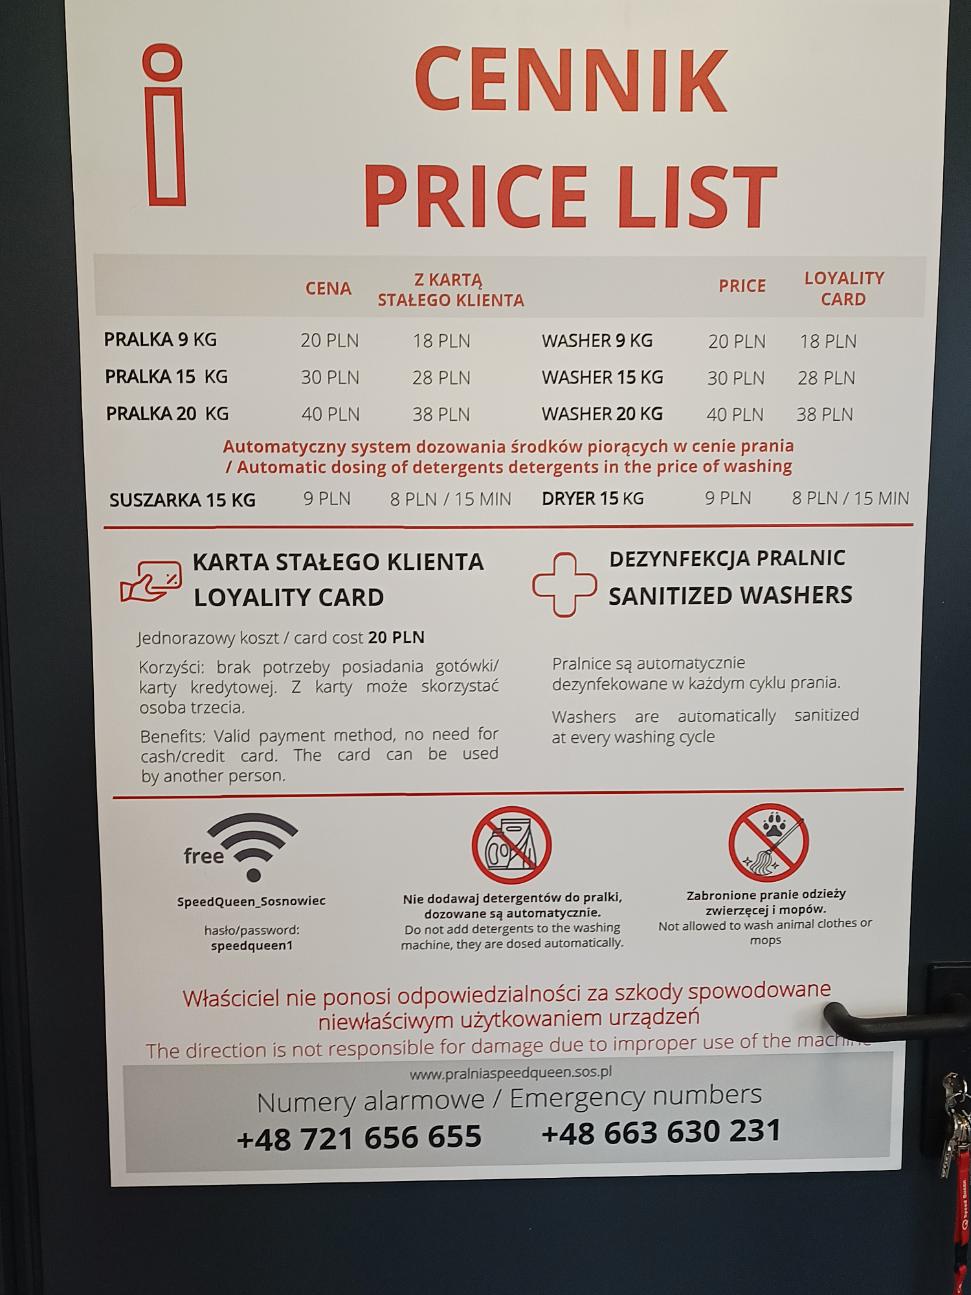 CENNIK
PRICE LIST
CENA Z KARTĄ STAŁEGO KLIENTA PRICE LOYALITY CARD
PRALKA 9 KG 20 PLN 18 PLN WASHER 9 KG 20 PLN 18 PLN
PRALKA 15 KG 30 PLN 28 PLN WASHER 15 KG 30 PLN 28 PLN
PRALKA 20 KG 40 PLN 38 PLN WASHER 20 KG 40 PLN 38 PLN
Automatyczny system dozowania środków piorących w cenie prania
/ Automatic dosing of detergents detergents in the price of washing
SUSZARKA 15 KG 9 PLN 8 PLN / 15 MIN DRYER 15 KG 9 PLN 8 PLN / 15 MIN
KARTA STAŁEGO KLIENTA
LOYALITY CARD
Jednorazowy koszt / card cost 20 PLN
Korzyści: brak potrzeby posiadania gotówki/
karty kredytowej. Z karty może skorzystać
osoba trzecia.
Benefits: Valid payment method, no need for
cash/credit card. The card can be used
by another person.
DEZYNFEKCJA PRALNIC
SANITIZED WASHERS
Pralnice są automatycznie
dezynfekowane w każdym cyklu prania.
Washers are automatically sanitized
at every washing cycle
free
SpeedQueen_Sosnowiec
hasło/password:
speedqueen1
Nie dodawaj detergentów do pralki,
dozowane są automatycznie.
Do not add detergents to the washing
machine, they are dosed automatically.
Zabronione pranie odzieży
zwierzęcej i mopów.
Not allowed to wash animal clothes or
mops
Właściciel nie ponosi odpowiedzialności za szkody spowodowane
niewłaściwym użytkowaniem urządzeń
The direction is not responsible for damage due to improper use of the machine
www.pralniaspeedqueen.sos.pl
Numery alarmowe / Emergency numbers
+48 721 656 655 +48 663 630 231
Speed Queen